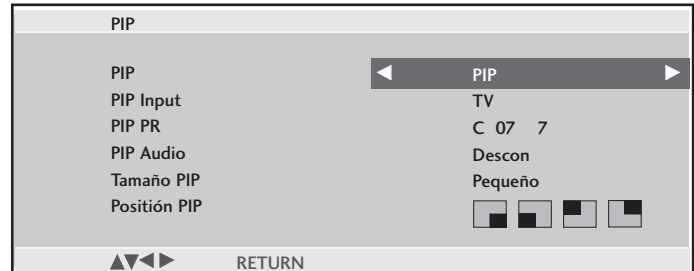 PIP
PIP PIP
PIP Input TV
PIP PR C 07 7
PIP Audio Descon
Tamaño PIP Pequeño
Positión PIP
RETURN